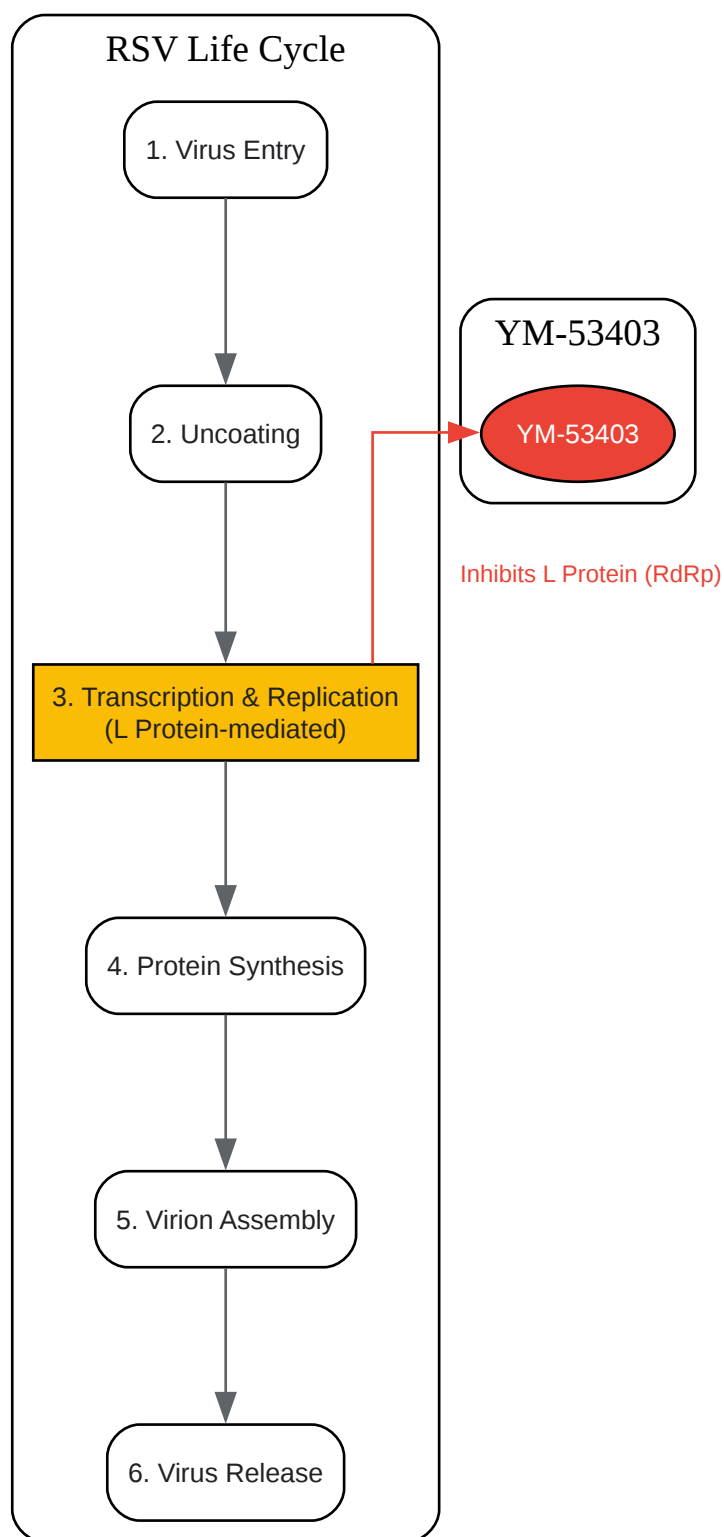 RSV Life Cycle
1. Virus Entry
YM-53403
2. Uncoating
YM-53403
Inhibits L Protein (RdRp)
3. Transcription & Replication
(L Protein-mediated)
4. Protein Synthesis
5. Virion Assembly
6. Virus Release